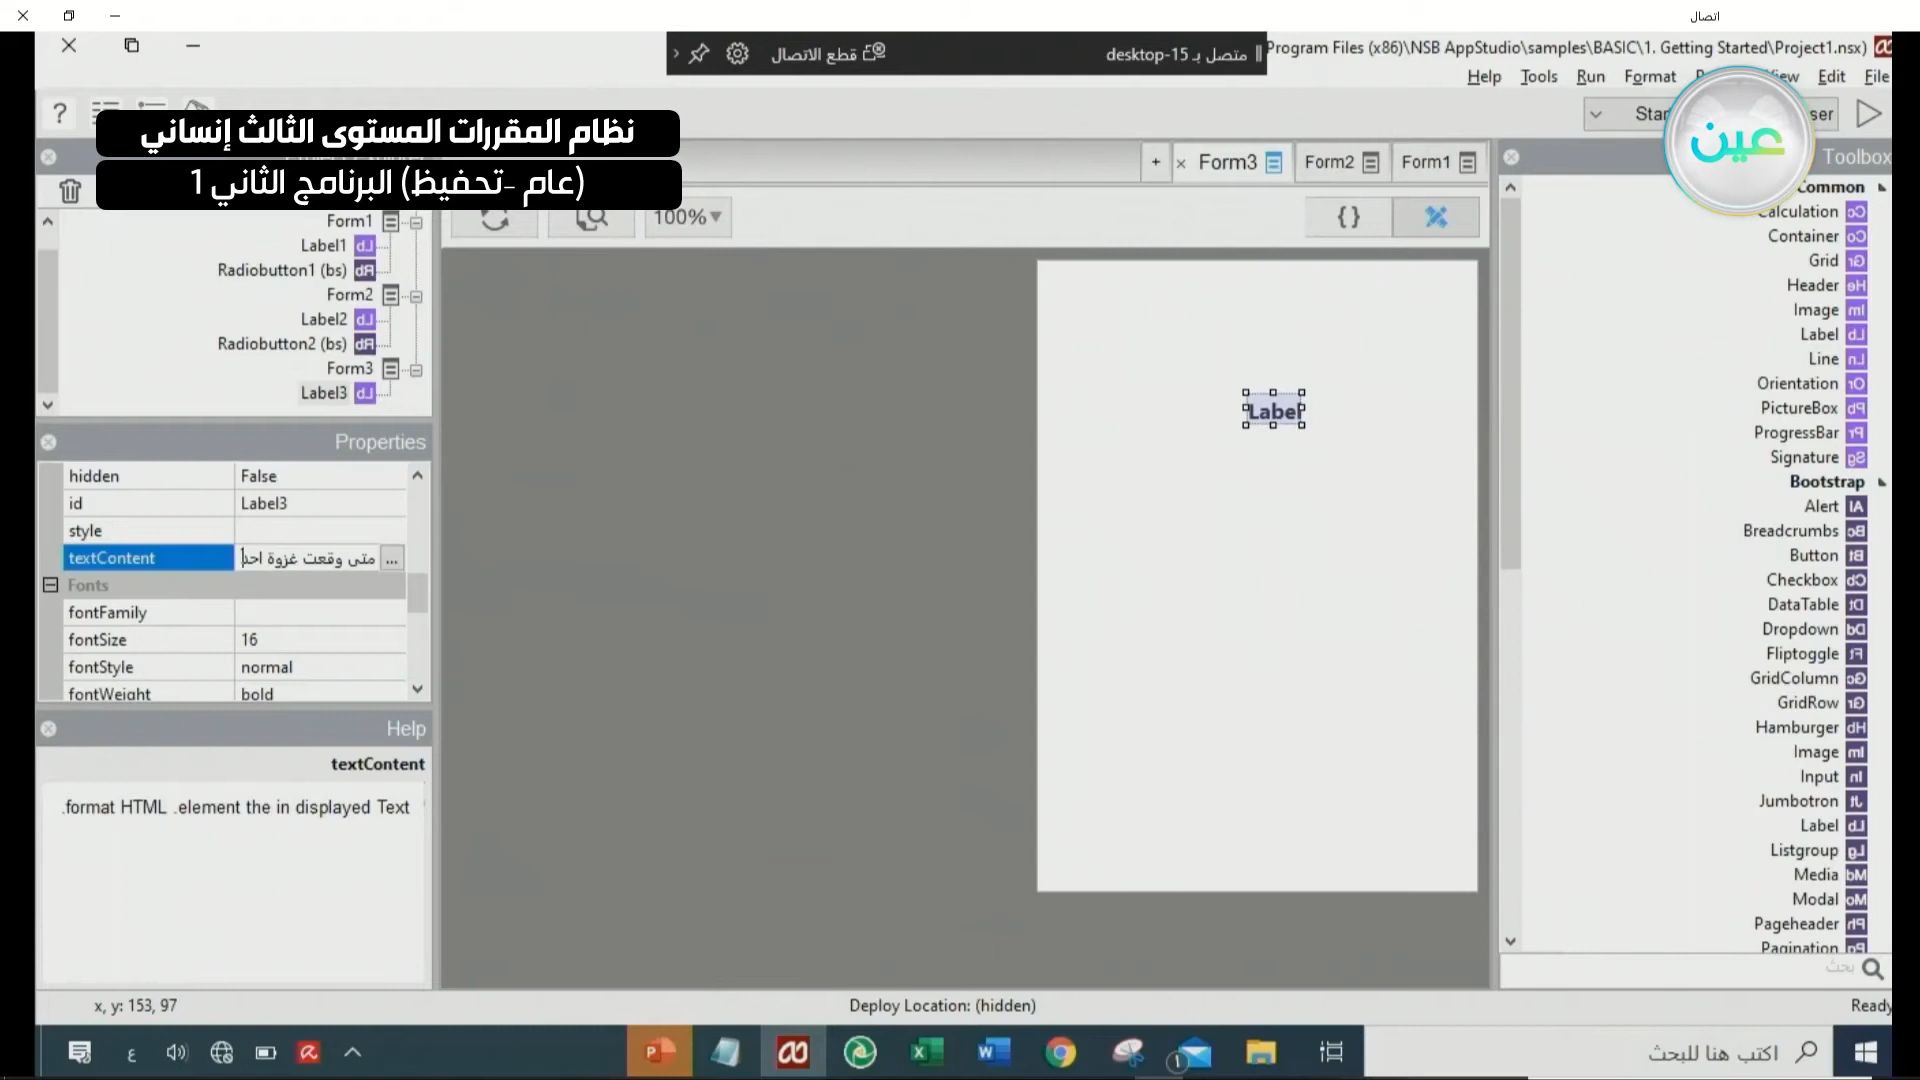 اتصال
Program Files (x86)\NSB AppStudio\samples\BASIC\1. Getting Started\Project1.nsx)
متصل بـ desktop-15
قطع الاتصال
File Edit View Format Run Tools Help
نظام المقررات المستوى الثالث إنساني
(عام -تحفيظ) البرنامج الثاني 1
عين
Toolbox
Form1
Form2
Form3
100%
{ }
Form1
Label1
Radiobutton1 (bs)
Form2
Label2
Radiobutton2 (bs)
Form3
Label3
Properties
hidden False
id Label3
style
textContent متى وقعت غزوة احد ...
Fonts
fontFamily
fontSize 16
fontStyle normal
fontWeight bold
Help
textContent
.format HTML .element the in displayed Text
Label
Common
Calculation
Container
Grid
Header
Image
Label
Line
Orientation
PictureBox
ProgressBar
Signature
Bootstrap
Alert
Breadcrumbs
Button
Checkbox
DataTable
Dropdown
Fliptoggle
GridColumn
GridRow
Hamburger
Image
Input
Jumbotron
Label
Listgroup
Media
Modal
Pageheader
Pagination
بحث
x, y: 153, 97
Deploy Location: (hidden)
Ready
اكتب هنا للبحث
ع